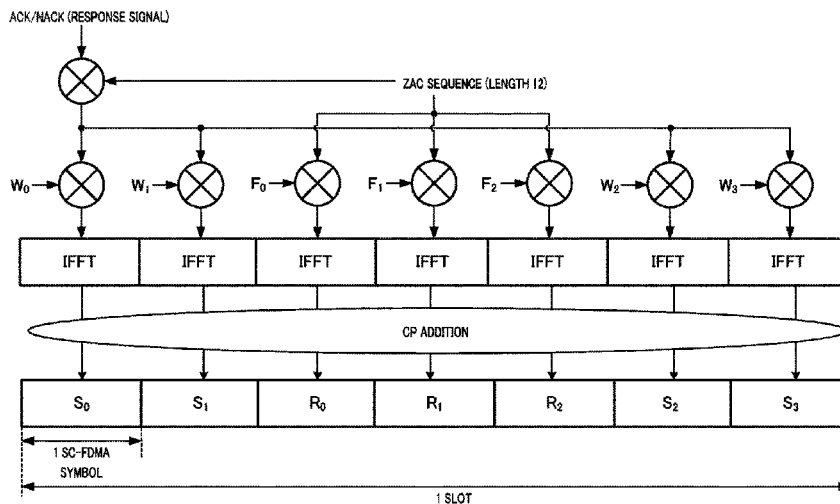 ACK/NACK (RESPONSE SIGNAL)
ZAC SEQUENCE (LENGTH 12)
W₀ W₁ F₀ F₁ F₂ W₂ W₃
IFFT IFFT IFFT IFFT IFFT IFFT IFFT
CP ADDITION
S₀ S₁ R₀ R₁ R₂ S₂ S₃
1 SC-FDMA
SYMBOL
1 SLOT